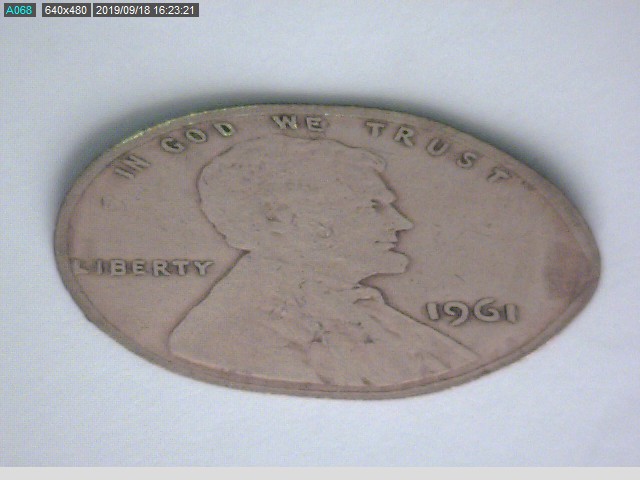 A068 640x480 2019/09/18 16:23:21
IN GOD WE TRUST
LIBERTY
1961